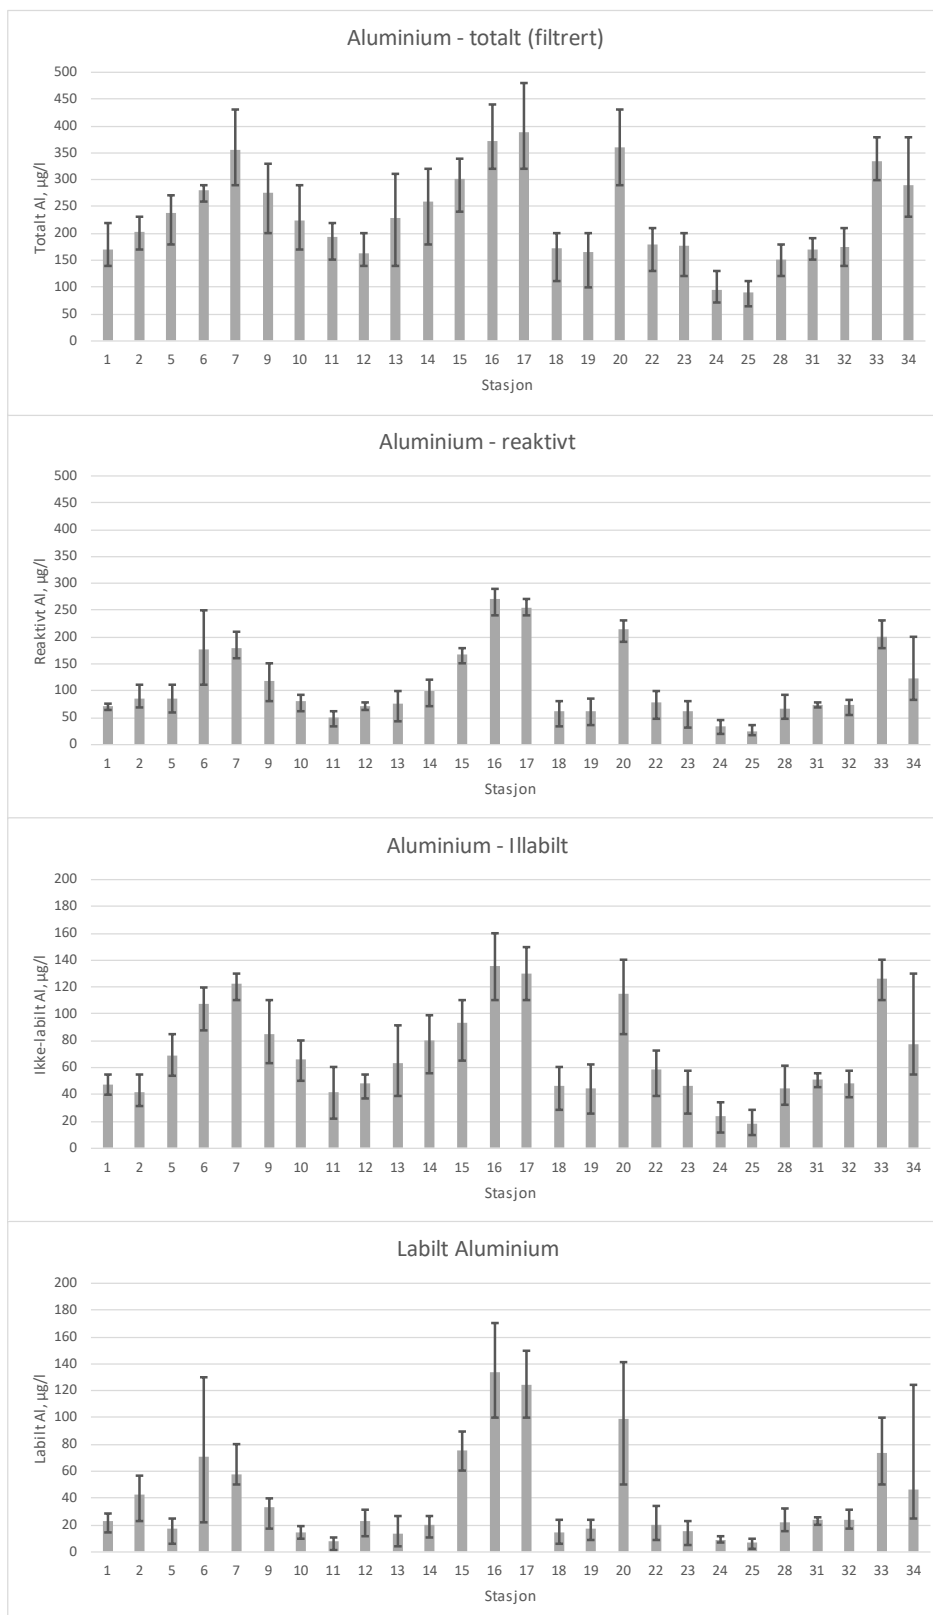 Aluminium - totalt (filtrert)
Totalt Al, µg/l
500
450
400
350
300
250
200
150
100
50
0
1 2 5 6 7 9 10 11 12 13 14 15 16 17 18 19 20 22 23 24 25 28 31 32 33 34
Stasjon
Aluminium - reaktivt
Reaktivt Al, µg/l
500
450
400
350
300
250
200
150
100
50
0
1 2 5 6 7 9 10 11 12 13 14 15 16 17 18 19 20 22 23 24 25 28 31 32 33 34
Stasjon
Aluminium - Illabilt
Ikke-labilt Al, µg/l
200
180
160
140
120
100
80
60
40
20
0
1 2 5 6 7 9 10 11 12 13 14 15 16 17 18 19 20 22 23 24 25 28 31 32 33 34
Stasjon
Labilt Aluminium
Labilt Al, µg/l
200
180
160
140
120
100
80
60
40
20
0
1 2 5 6 7 9 10 11 12 13 14 15 16 17 18 19 20 22 23 24 25 28 31 32 33 34
Stasjon